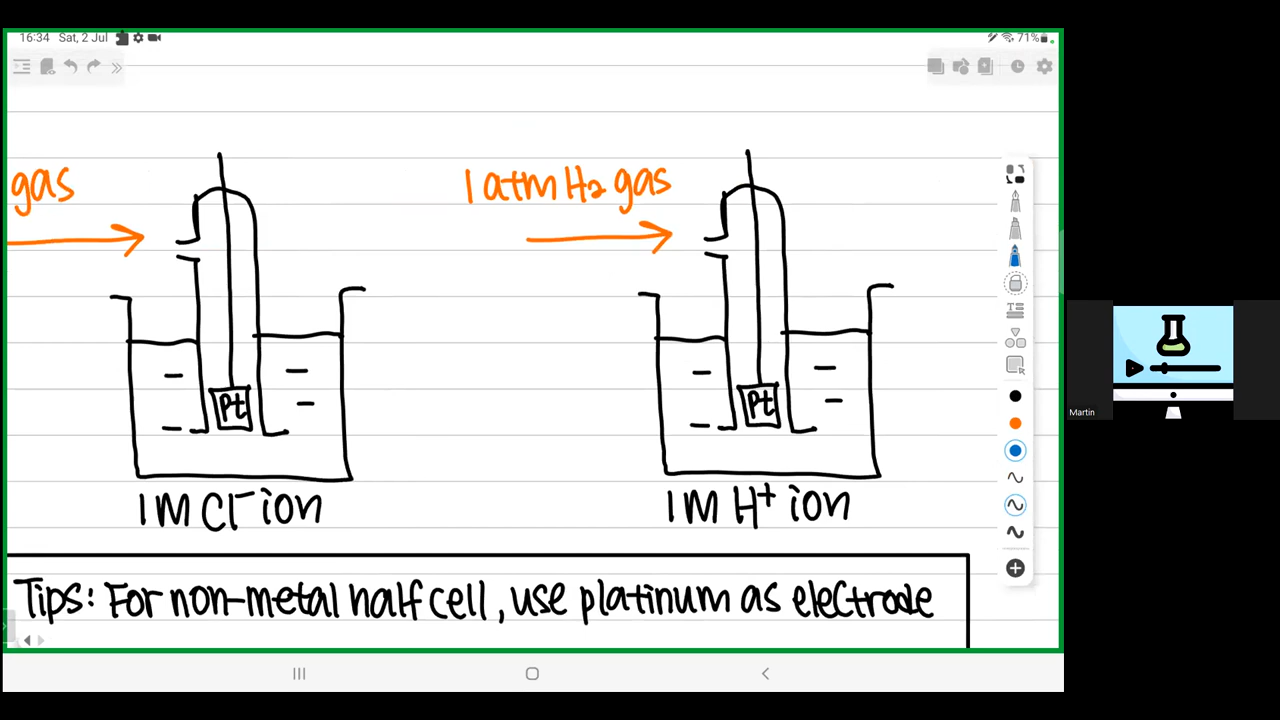 16:34 Sat, 2 Jul
71%
gas
1 atm H₂ gas
Pt
Pt
1M Cl⁻ ion
1M H⁺ ion
Tips: For non-metal half cell, use platinum as electrode
Martin